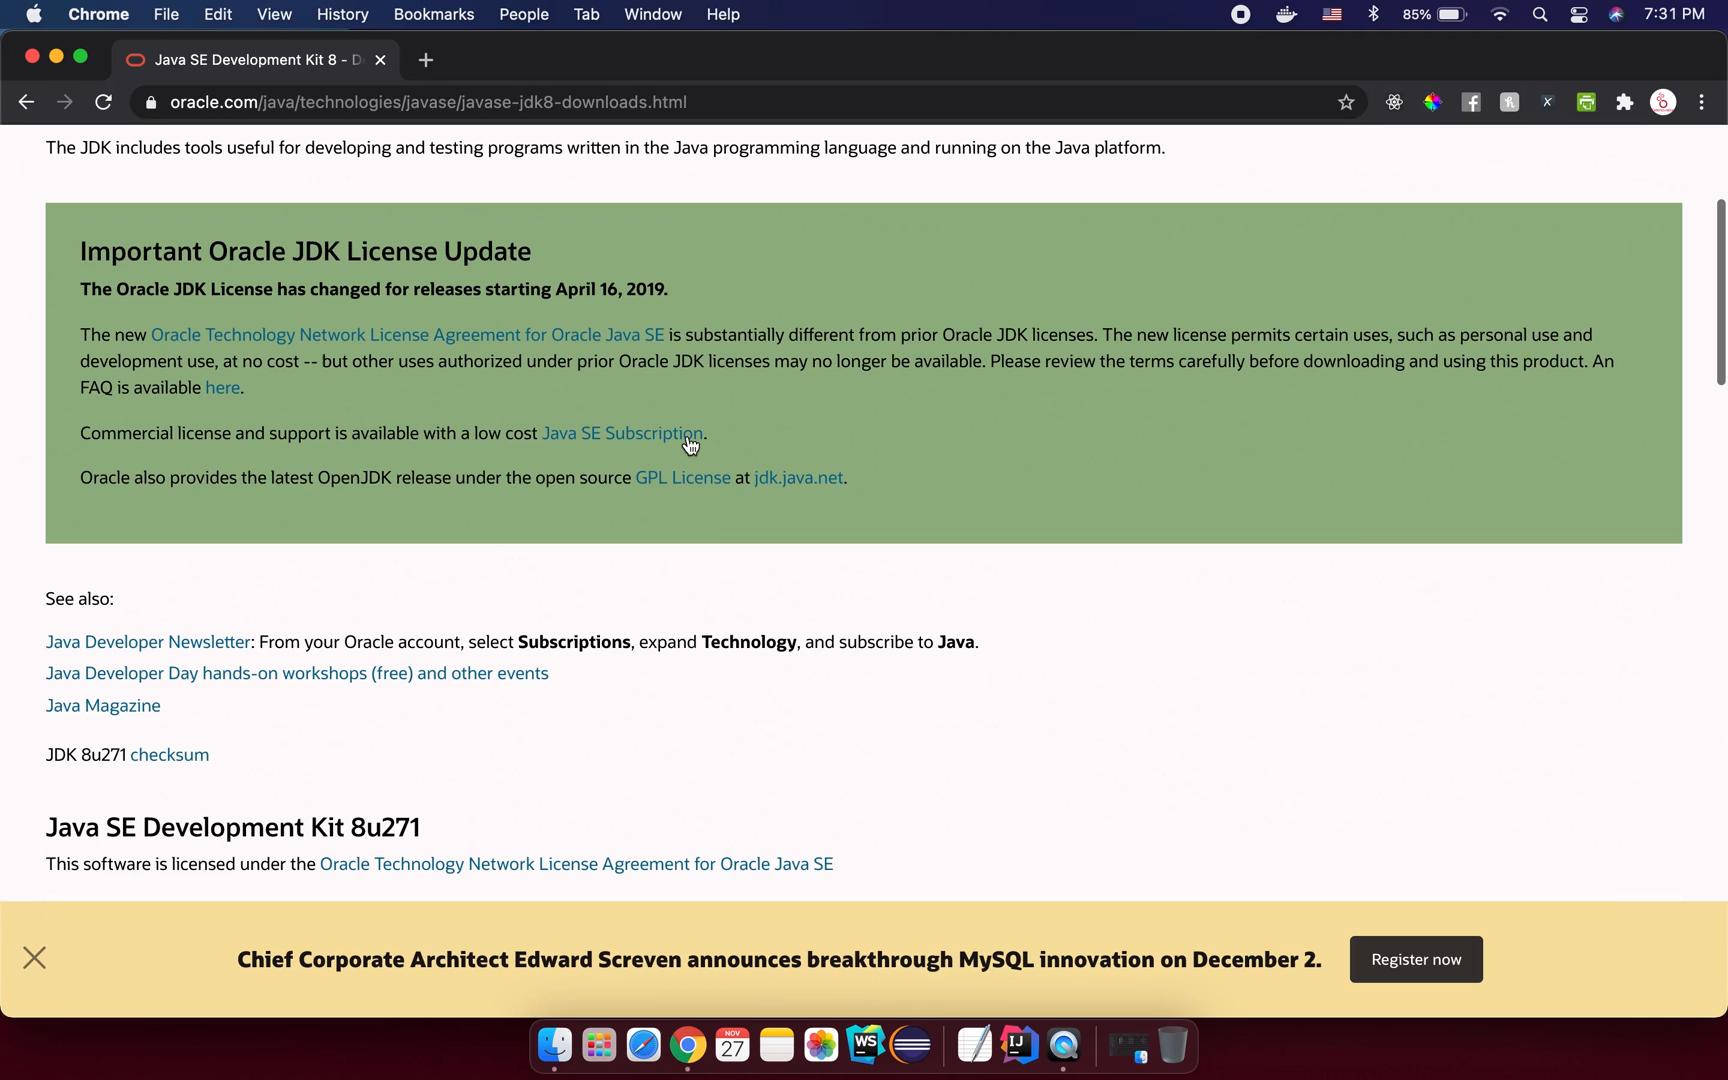 Chrome File Edit View History Bookmarks People Tab Window Help 85% 7:31 PM
Java SE Development Kit 8 - D
oracle.com/java/technologies/javase/javase-jdk8-downloads.html
The JDK includes tools useful for developing and testing programs written in the Java programming language and running on the Java platform.
Important Oracle JDK License Update
The Oracle JDK License has changed for releases starting April 16, 2019.
The new Oracle Technology Network License Agreement for Oracle Java SE is substantially different from prior Oracle JDK licenses. The new license permits certain uses, such as personal use and
development use, at no cost -- but other uses authorized under prior Oracle JDK licenses may no longer be available. Please review the terms carefully before downloading and using this product. An
FAQ is available here.
Commercial license and support is available with a low cost Java SE Subscription.
Oracle also provides the latest OpenJDK release under the open source GPL License at jdk.java.net.
See also:
Java Developer Newsletter: From your Oracle account, select Subscriptions, expand Technology, and subscribe to Java.
Java Developer Day hands-on workshops (free) and other events
Java Magazine
JDK 8u271 checksum
Java SE Development Kit 8u271
This software is licensed under the Oracle Technology Network License Agreement for Oracle Java SE
Chief Corporate Architect Edward Screven announces breakthrough MySQL innovation on December 2.
Register now
NOV
27
WS
IJ